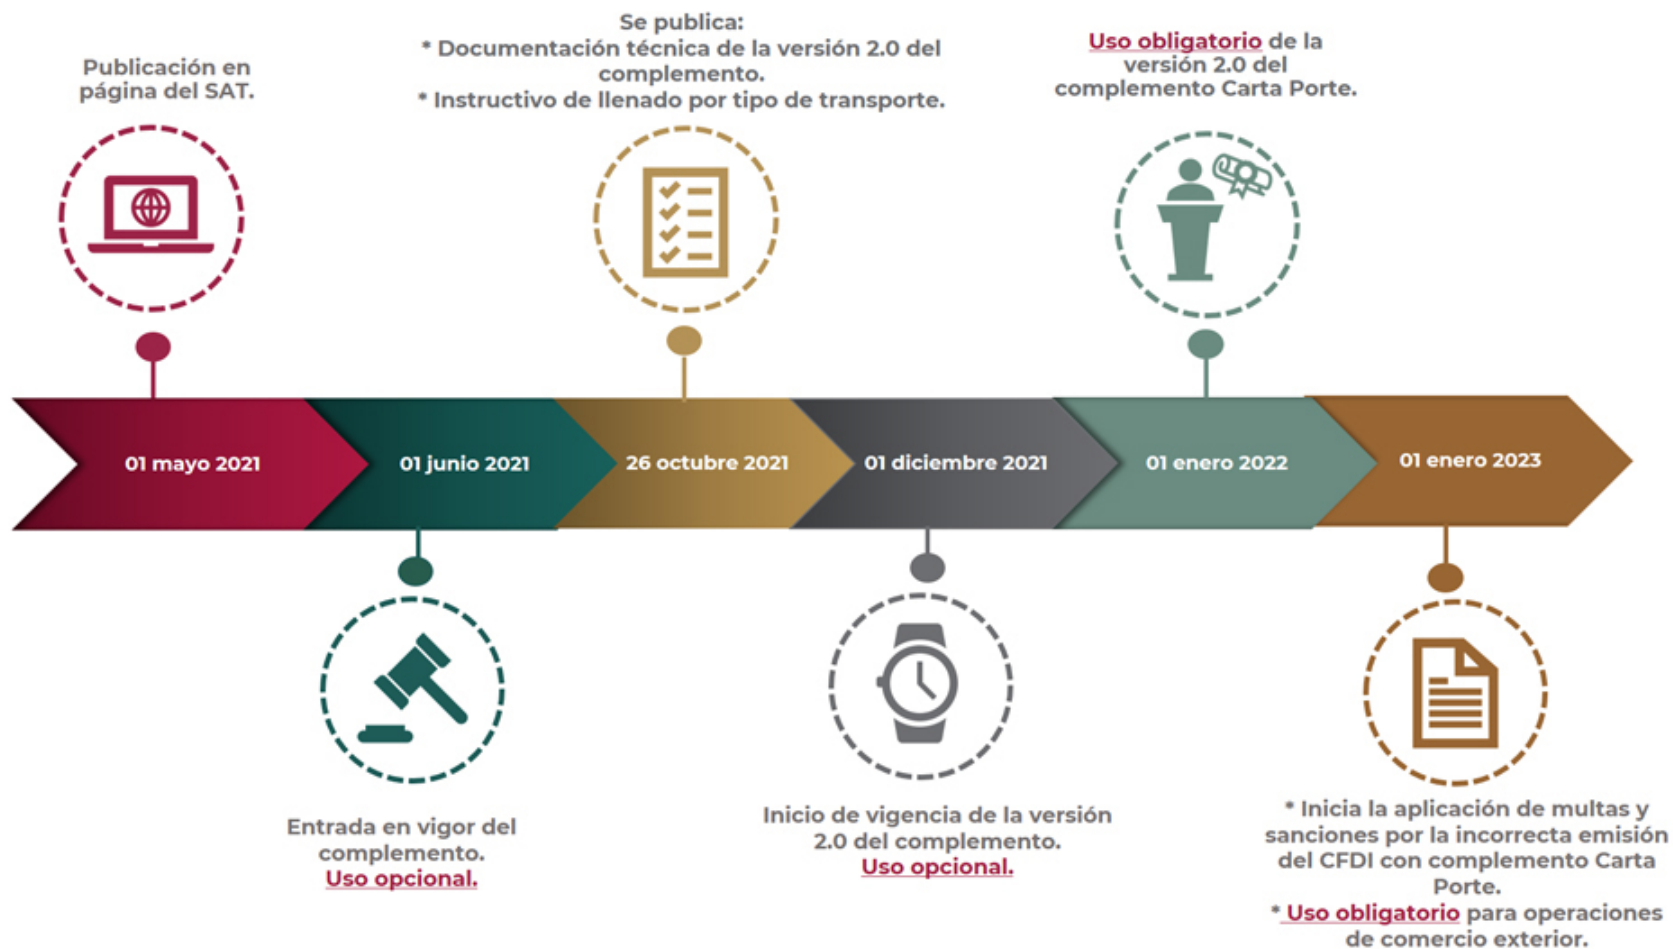 Publicación en
página del SAT.
Se publica:
* Documentación técnica de la versión 2.0 del
complemento.
* Instructivo de llenado por tipo de transporte.
Uso obligatorio de la
versión 2.0 del
complemento Carta Porte.
01 mayo 2021
01 junio 2021
26 octubre 2021
01 diciembre 2021
01 enero 2022
01 enero 2023
Entrada en vigor del
complemento.
Uso opcional.
Inicio de vigencia de la versión
2.0 del complemento.
Uso opcional.
* Inicia la aplicación de multas y
sanciones por la incorrecta emisión
del CFDI con complemento Carta
Porte.
* Uso obligatorio para operaciones
de comercio exterior.